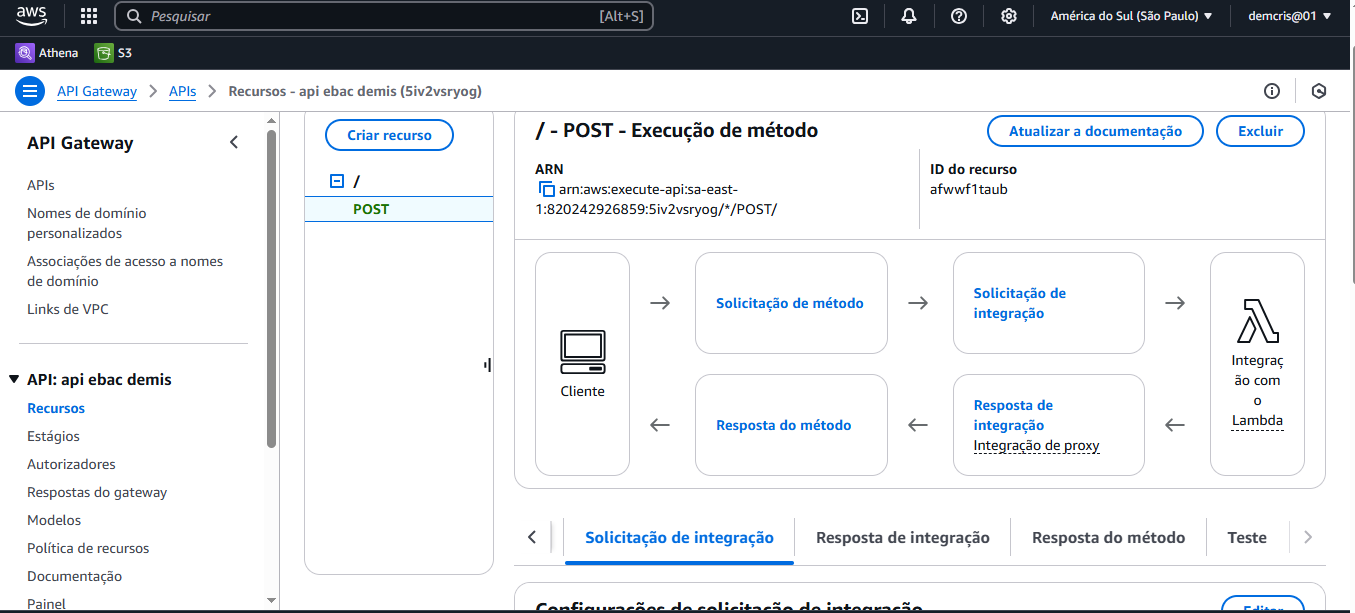 aws
Pesquisar
[Alt+S]
América do Sul (São Paulo)
demcris@01
Athena
S3
API Gateway
APIs
Recursos - api ebac demis (5iv2vsryog)
API Gateway
APIs
Nomes de domínio
personalizados
Associações de acesso a nomes
de domínio
Links de VPC
API: api ebac demis
Recursos
Estágios
Autorizadores
Respostas do gateway
Modelos
Política de recursos
Documentação
Painel
Criar recurso
/
POST
/ - POST - Execução de método
Atualizar a documentação
Excluir
ARN
arn:aws:execute-api:sa-east-
1:820242926859:5iv2vsryog/*/POST/
ID do recurso
afwwf1taub
Cliente
Solicitação de método
Solicitação de
integração
Resposta do método
Resposta de
integração
Integração de proxy
Integraç
ão com
o
Lambda
Solicitação de integração
Resposta de integração
Resposta do método
Teste
Configurações de solicitação de integração
Editar